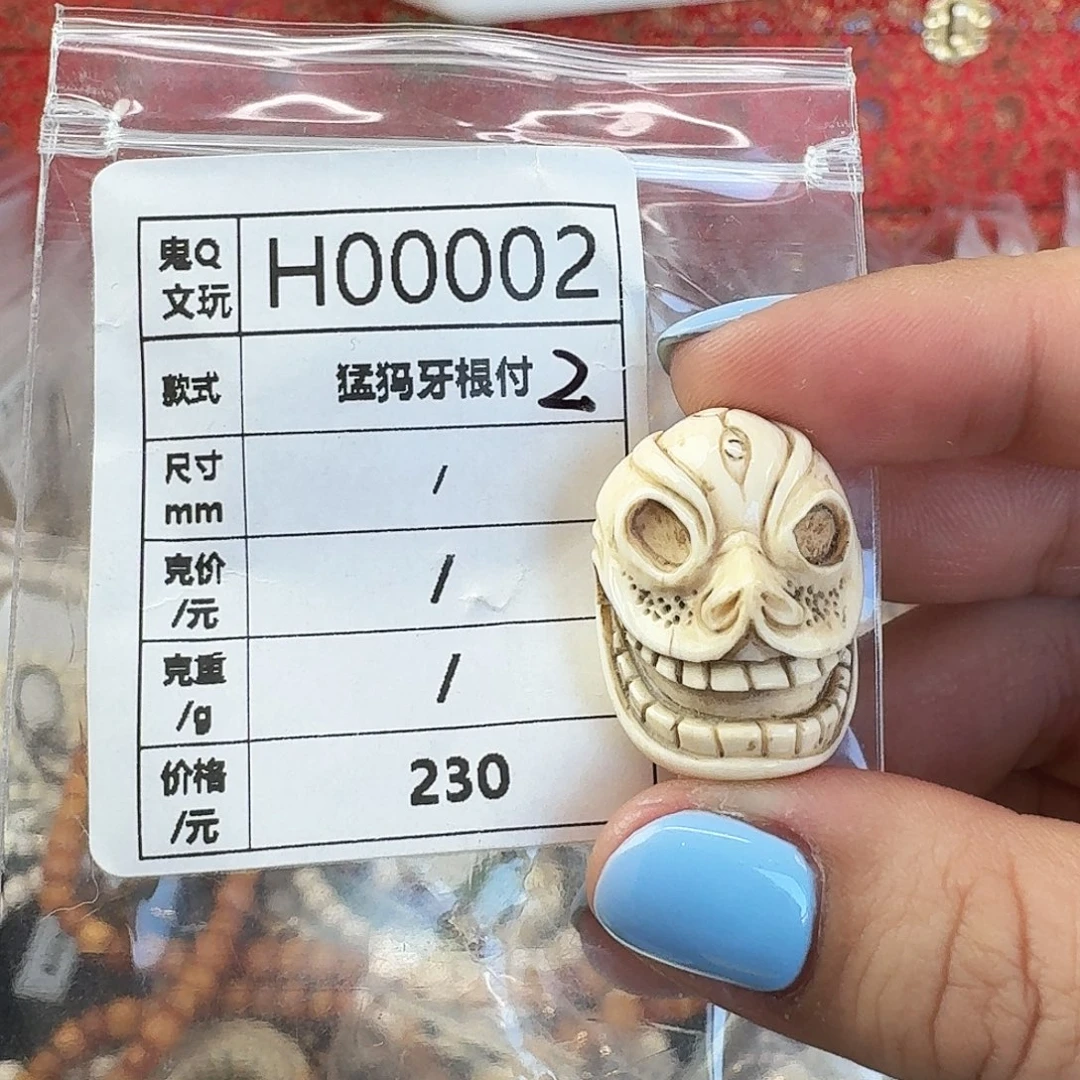 鬼Q
文玩
H00002
款式
猛犸牙根付 2
尺寸
mm
/
克价
/元
/
克重
/g
/
价格
/元
230